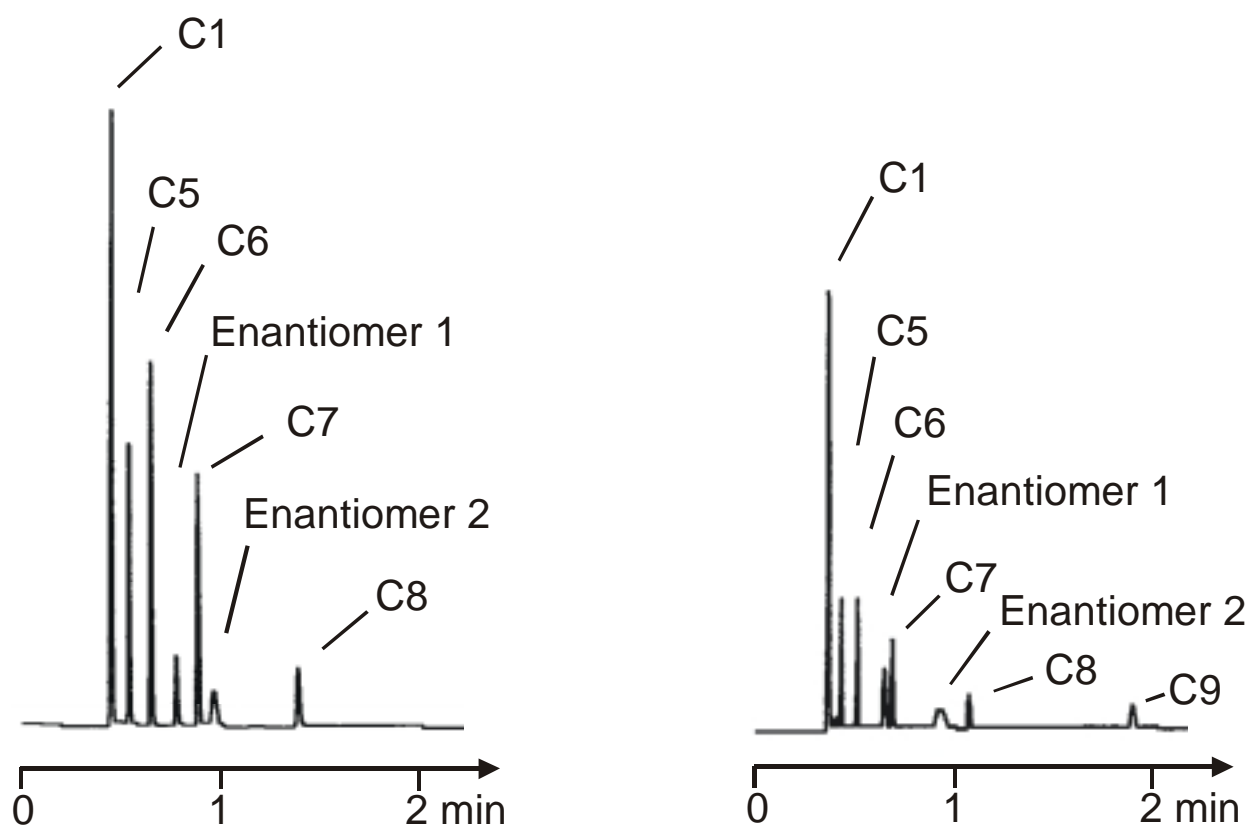 C1
C5
C6
Enantiomer 1
C7
Enantiomer 2
C8
0 1 2 min
C1
C5
C6
Enantiomer 1
C7
Enantiomer 2
C8
C9
0 1 2 min